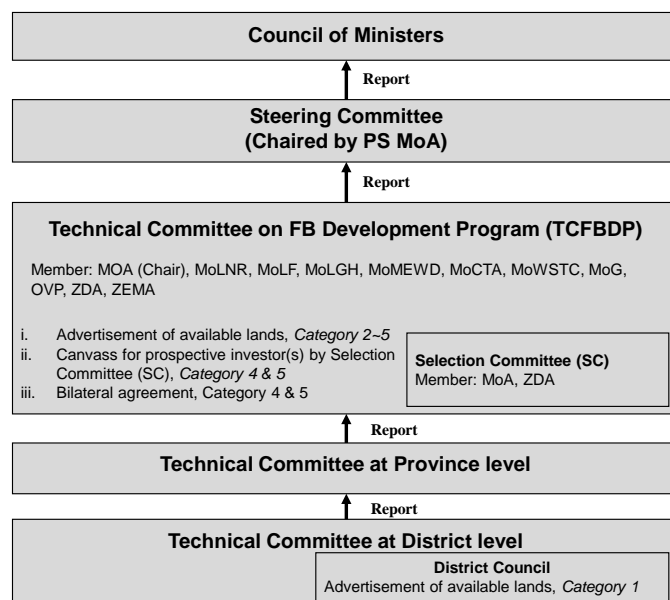 Council of Ministers
Report
Steering Committee
(Chaired by PS MoA)
Report
Technical Committee on FB Development Program (TCFBDP)
Member: MOA (Chair), MoLNR, MoLF, MoLGH, MoMEWD, MoCTA, MoWSTC, MoG,
OVP, ZDA, ZEMA
i. Advertisement of available lands, Category 2~5
ii. Canvass for prospective investor(s) by Selection
Committee (SC), Category 4 & 5
iii. Bilateral agreement, Category 4 & 5
Selection Committee (SC)
Member: MoA, ZDA
Report
Technical Committee at Province level
Report
Technical Committee at District level
District Council
Advertisement of available lands, Category 1